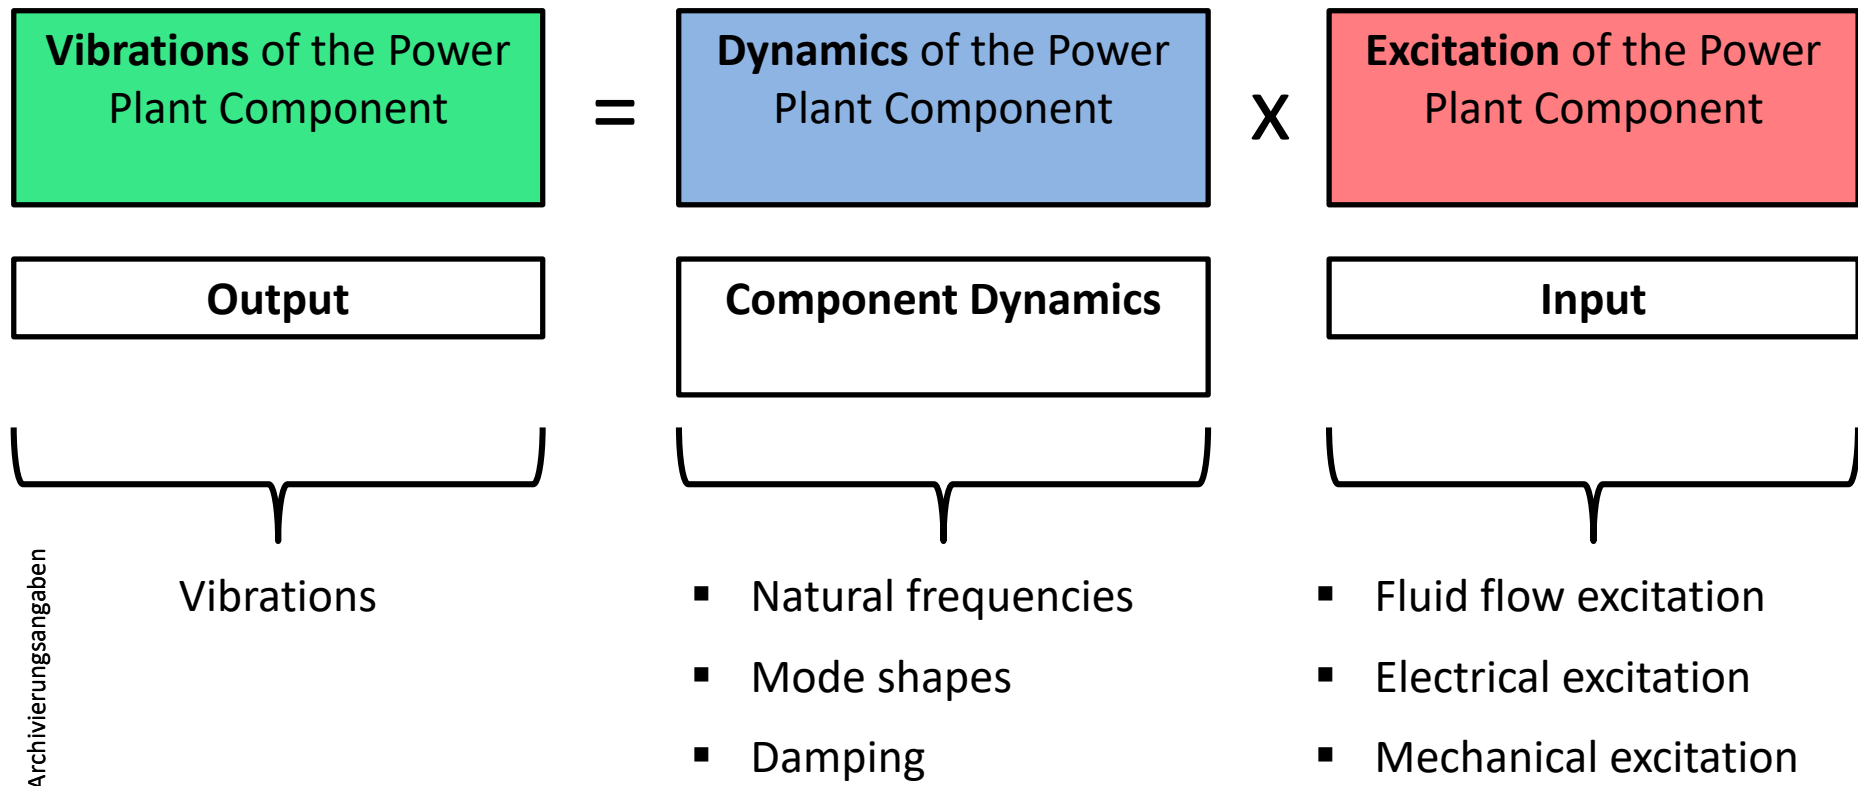 Vibrations of the Power
Plant Component
=
Dynamics of the Power
Plant Component
x
Excitation of the Power
Plant Component
Output
Component Dynamics
Input
Vibrations
▪ Natural frequencies
▪ Mode shapes
▪ Damping
▪ Fluid flow excitation
▪ Electrical excitation
▪ Mechanical excitation
Archivierungsangaben